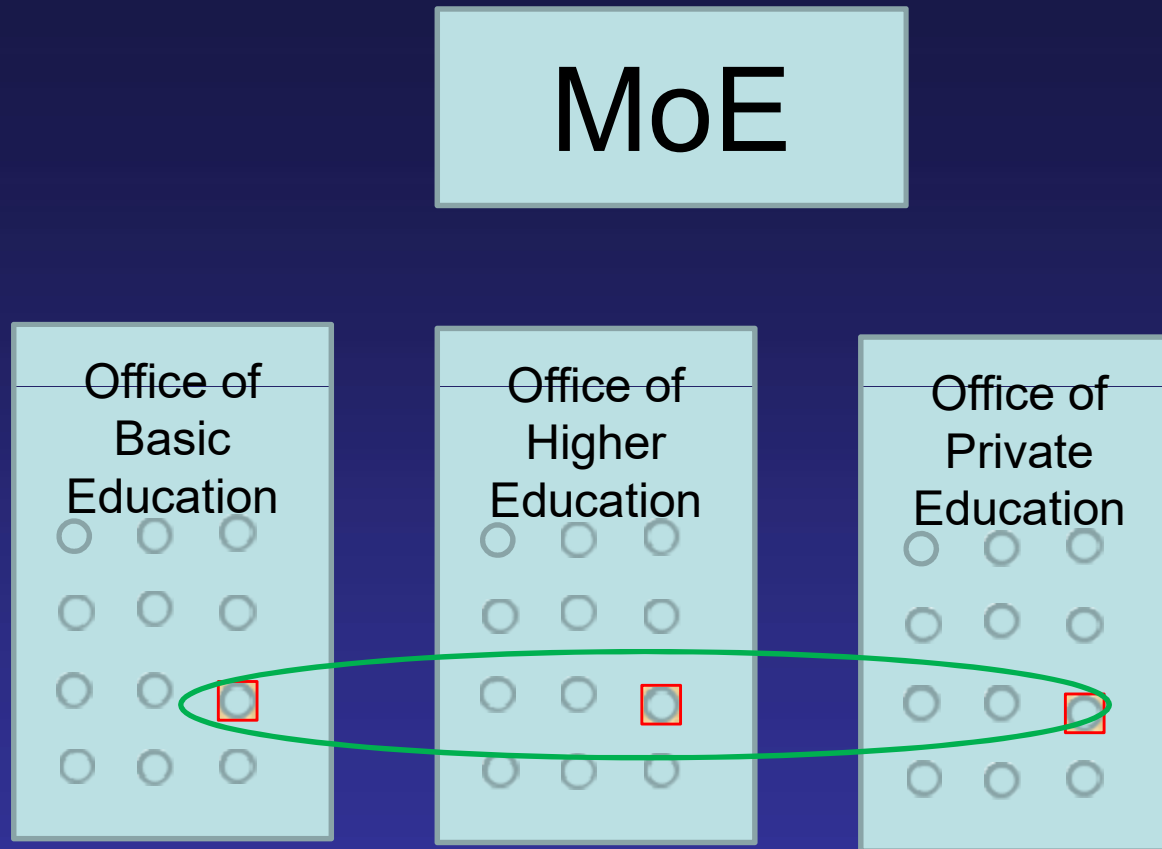 MoE
Office of
Basic
Education
Office of
Higher
Education
Office of
Private
Education